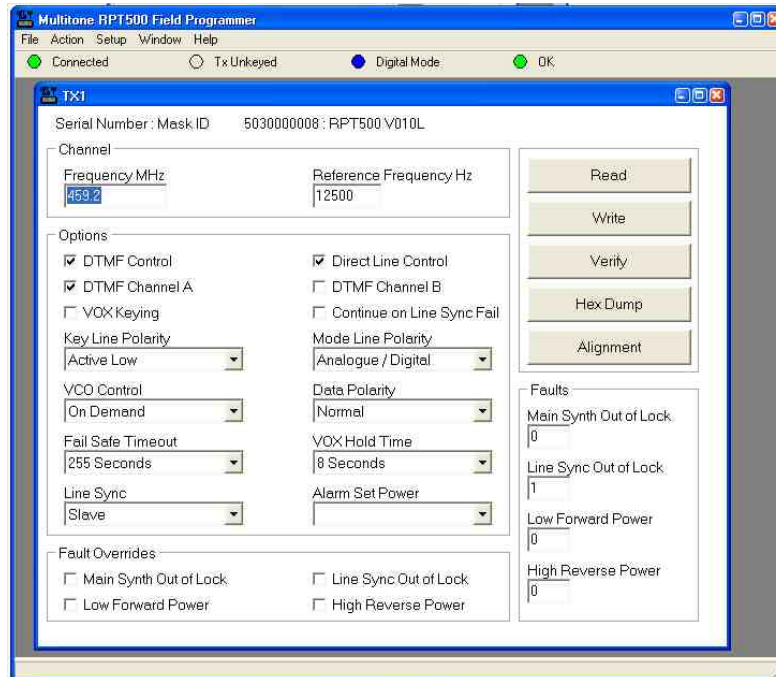 Multitone RPT500 Field Programmer
File Action Setup Window Help
Connected Tx Unkeyed Digital Mode OK
TX1
Serial Number : Mask ID 5030000008 : RPT500 V010L
Channel
Frequency MHz Reference Frequency Hz
459.2 12500
Read
Write
Verify
Hex Dump
Alignment
Options
DTMF Control Direct Line Control
DTMF Channel A DTMF Channel B
VOX Keying Continue on Line Sync Fail
Key Line Polarity Mode Line Polarity
Active Low Analogue / Digital
VCO Control Data Polarity
On Demand Normal
Fail Safe Timeout VOX Hold Time
255 Seconds 8 Seconds
Line Sync Alarm Set Power
Slave
Faults
Main Synth Out of Lock
0
Line Sync Out of Lock
1
Low Forward Power
0
High Reverse Power
0
Fault Overrides
Main Synth Out of Lock Line Sync Out of Lock
Low Forward Power High Reverse Power